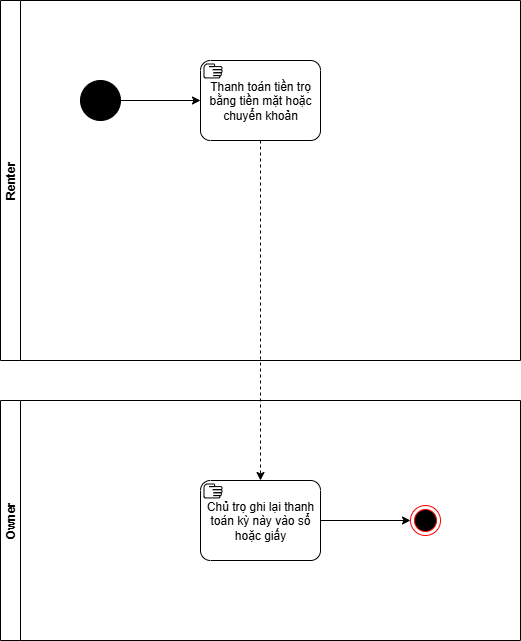 Renter
Thanh toán tiền trọ
bằng tiền mặt hoặc
chuyển khoản
Owner
Chủ trọ ghi lại thanh
toán kỳ này vào sổ
hoặc giấy